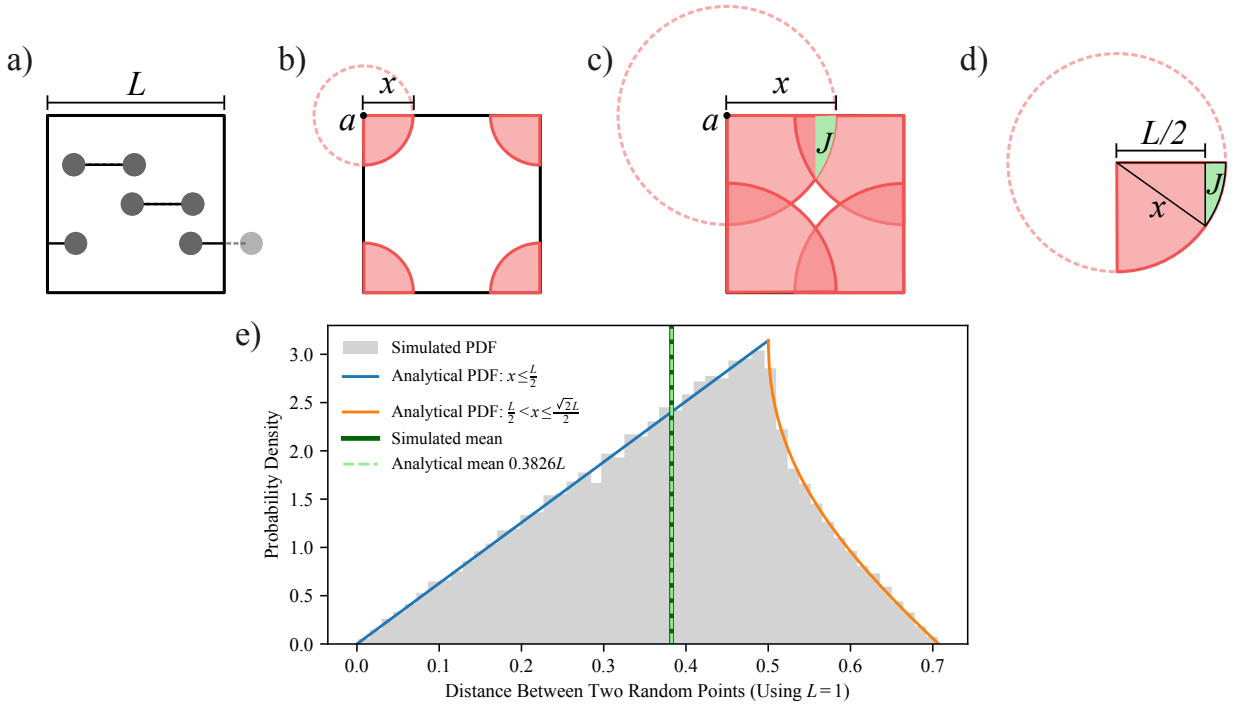 a)
L
b)
x
a
c)
x
a
J
d)
L/2
x
J
e)
Simulated PDF
Analytical PDF: x ≤ L/2
Analytical PDF: L/2 < x ≤ √2L/2
Simulated mean
Analytical mean 0.3826L
Probability Density
3.0
2.5
2.0
1.5
1.0
0.5
0.0
0.0 0.1 0.2 0.3 0.4 0.5 0.6 0.7
Distance Between Two Random Points (Using L = 1)